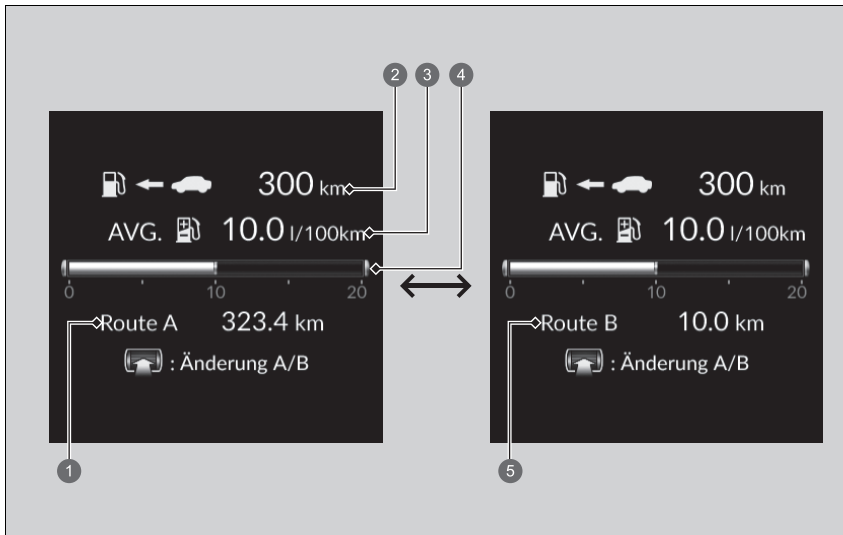 2 3 4
300 km
AVG. 10.0 l/100km
0 10 20
Route A 323.4 km
: Änderung A/B
1
300 km
AVG. 10.0 l/100km
0 10 20
Route B 10.0 km
: Änderung A/B
5